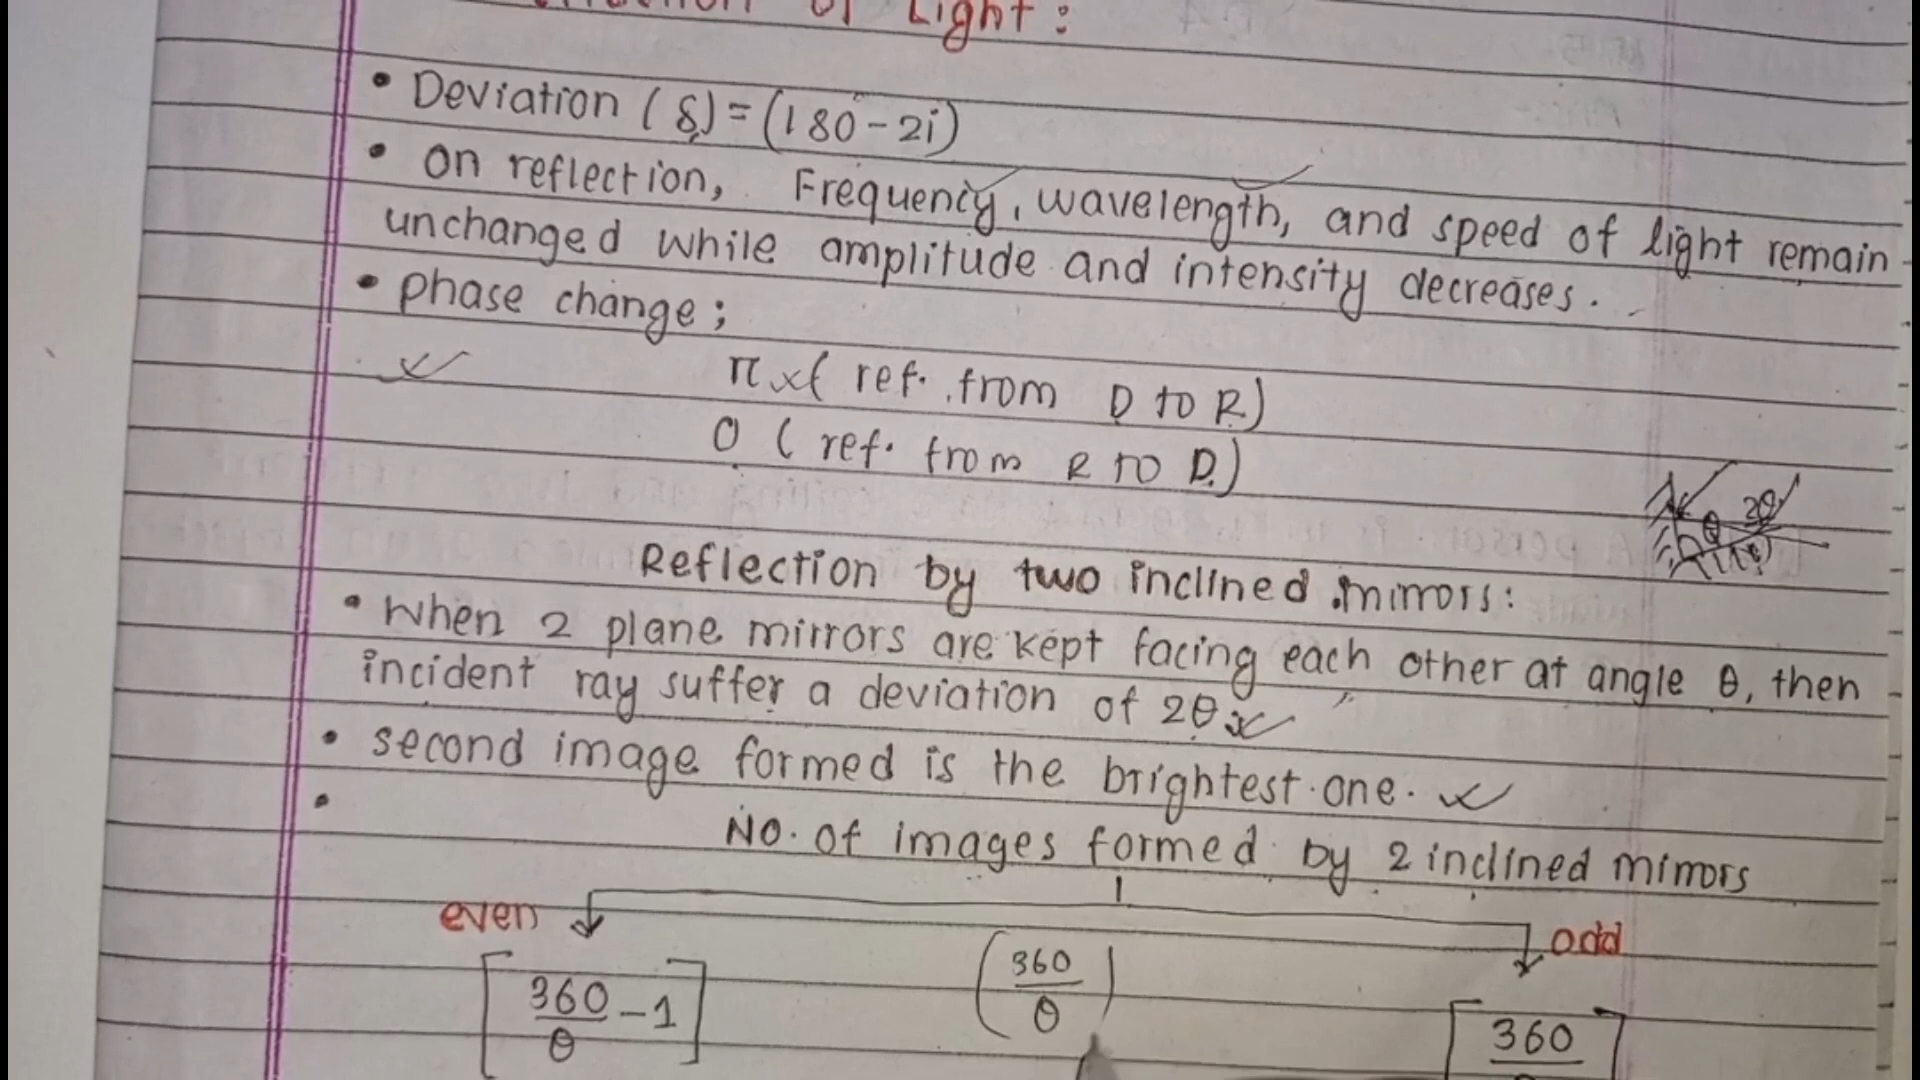 of Light:
• Deviation (δ) = (180° - 2i)
• on reflection, Frequency, wavelength, and speed of light remain
unchanged while amplitude and intensity decreases.
• phase change;
π (ref. from D to R)
0 (ref. from R to D)
θ 2θ
Reflection by two inclined mirrors:
• when 2 plane mirrors are kept facing each other at angle θ, then
incident ray suffer a deviation of 2θ
• second image formed is the brightest one.
•
No. of images formed by 2 inclined mirrors
even odd
[360/θ - 1] (360/θ) [360